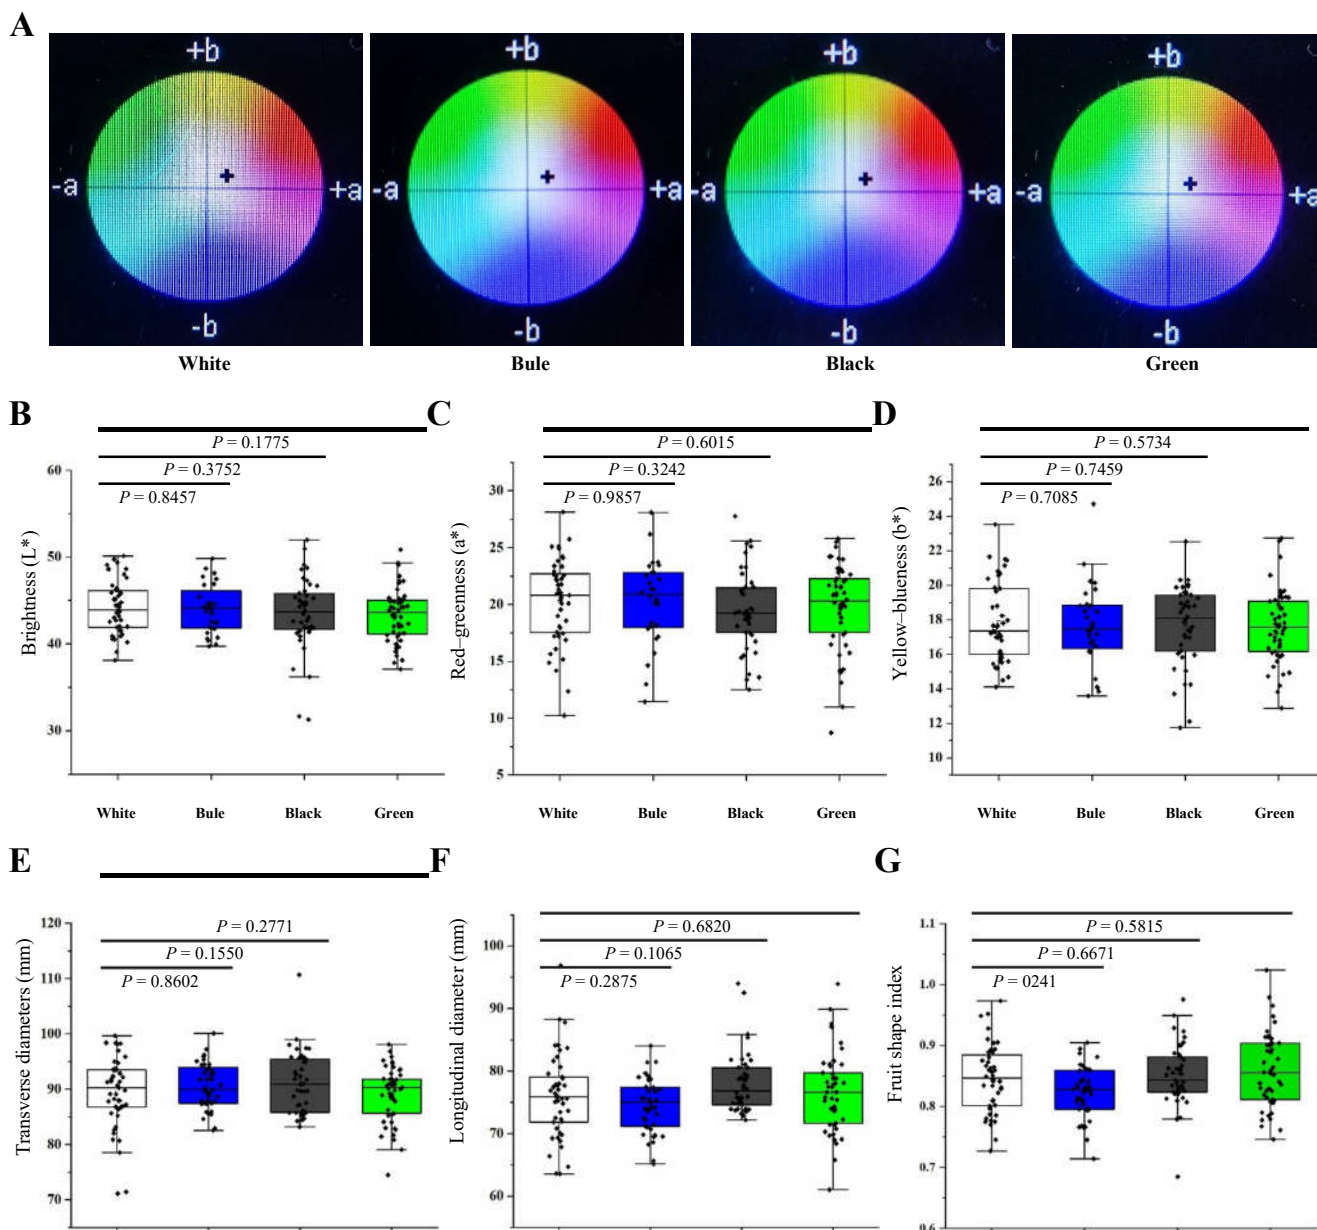 A
+b +b +b +b
-a +a -a +a -a +a -a +a
-b -b -b -b
White Bule Black Green
B C D
P = 0.1775
P = 0.3752
P = 0.8457
Brightness (L*)
60
50
40
30
White Bule Black Green
P = 0.6015
P = 0.3242
P = 0.9857
Red–greenness (a*)
30
25
20
15
10
5
White Bule Black Green
P = 0.5734
P = 0.7459
P = 0.7085
Yellow–blueness (b*)
26
24
22
20
18
16
14
12
10
White Bule Black Green
E F G
P = 0.2771
P = 0.1550
P = 0.8602
Transverse diameters (mm)
120
110
100
90
80
70
P = 0.6820
P = 0.1065
P = 0.2875
Longitudinal diameter (mm)
100
90
80
70
60
P = 0.5815
P = 0.6671
P = 0241
Fruit shape index
1.1
1.0
0.9
0.8
0.7
0.6